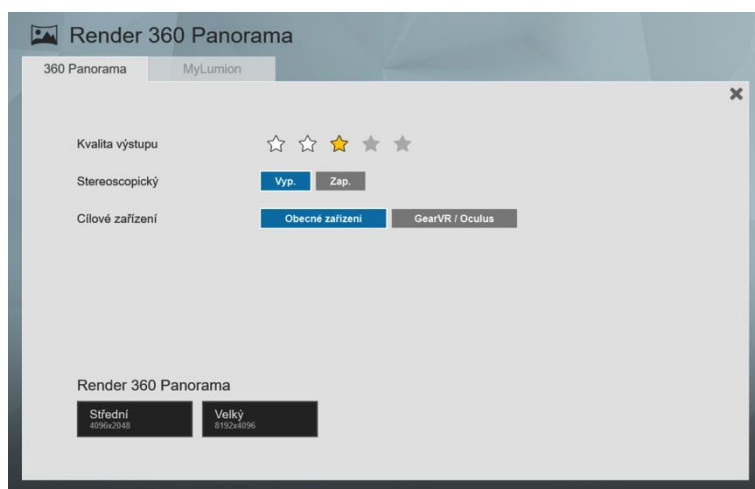 Render 360 Panorama
360 Panorama MyLumion
Kvalita výstupu
Stereoscopický Vyp. Zap.
Cílové zařízení Obecné zařízení GearVR / Oculus
Render 360 Panorama
Střední Velký
4096x2048 8192x4096